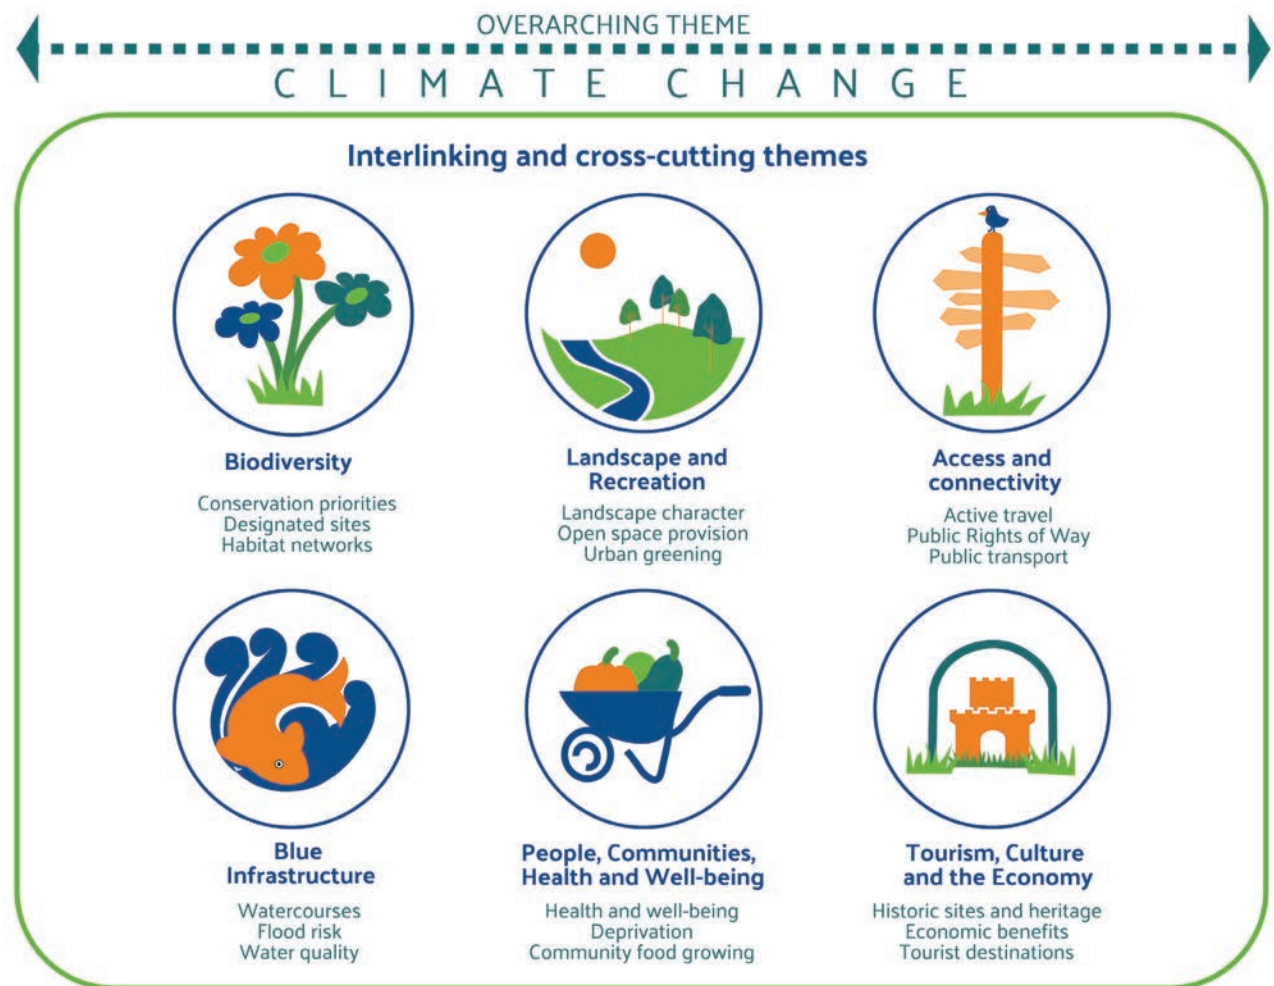 OVERARCHING THEME
CLIMATE CHANGE
Interlinking and cross-cutting themes
Biodiversity
Conservation priorities
Designated sites
Habitat networks
Landscape and
Recreation
Landscape character
Open space provision
Urban greening
Access and
connectivity
Active travel
Public Rights of Way
Public transport
Blue
Infrastructure
Watercourses
Flood risk
Water quality
People, Communities,
Health and Well-being
Health and well-being
Deprivation
Community food growing
Tourism, Culture
and the Economy
Historic sites and heritage
Economic benefits
Tourist destinations